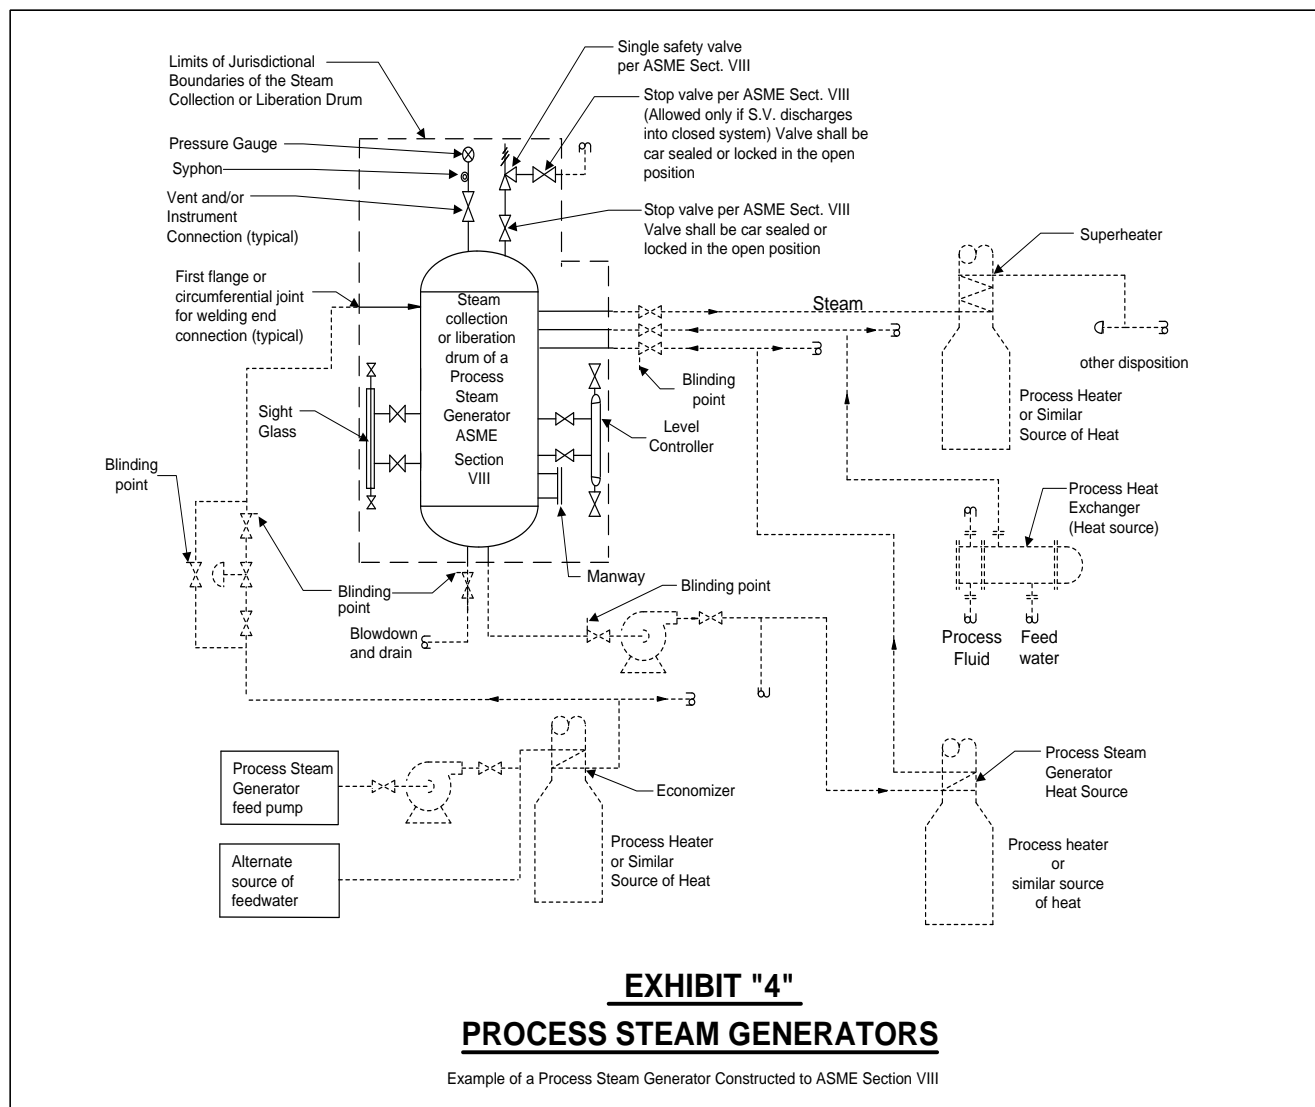 Single safety valve
per ASME Sect. VIII
Limits of Jurisdictional
Boundaries of the Steam
Collection or Liberation Drum
Stop valve per ASME Sect. VIII
(Allowed only if S.V. discharges
into closed system) Valve shall be
car sealed or locked in the open
position
Pressure Gauge
Syphon
Vent and/or
Instrument
Connection (typical)
Stop valve per ASME Sect. VIII
Valve shall be car sealed or
locked in the open position
Superheater
First flange or
circumferential joint
for welding end
connection (typical)
Steam
collection
or liberation
drum of a
Process
Steam
Generator
ASME
Section
VIII
Steam
other disposition
Blinding
point
Process Heater
or Similar
Source of Heat
Sight
Glass
Level
Controller
Blinding
point
Process Heat
Exchanger
(Heat source)
Manway
Blinding
point
Blinding point
Blowdown
and drain
Process
Fluid
Feed
water
Process Steam
Generator
feed pump
Economizer
Process Steam
Generator
Heat Source
Alternate
source of
feedwater
Process Heater
or Similar
Source of Heat
Process heater
or
similar source
of heat
EXHIBIT "4"
PROCESS STEAM GENERATORS
Example of a Process Steam Generator Constructed to ASME Section VIII